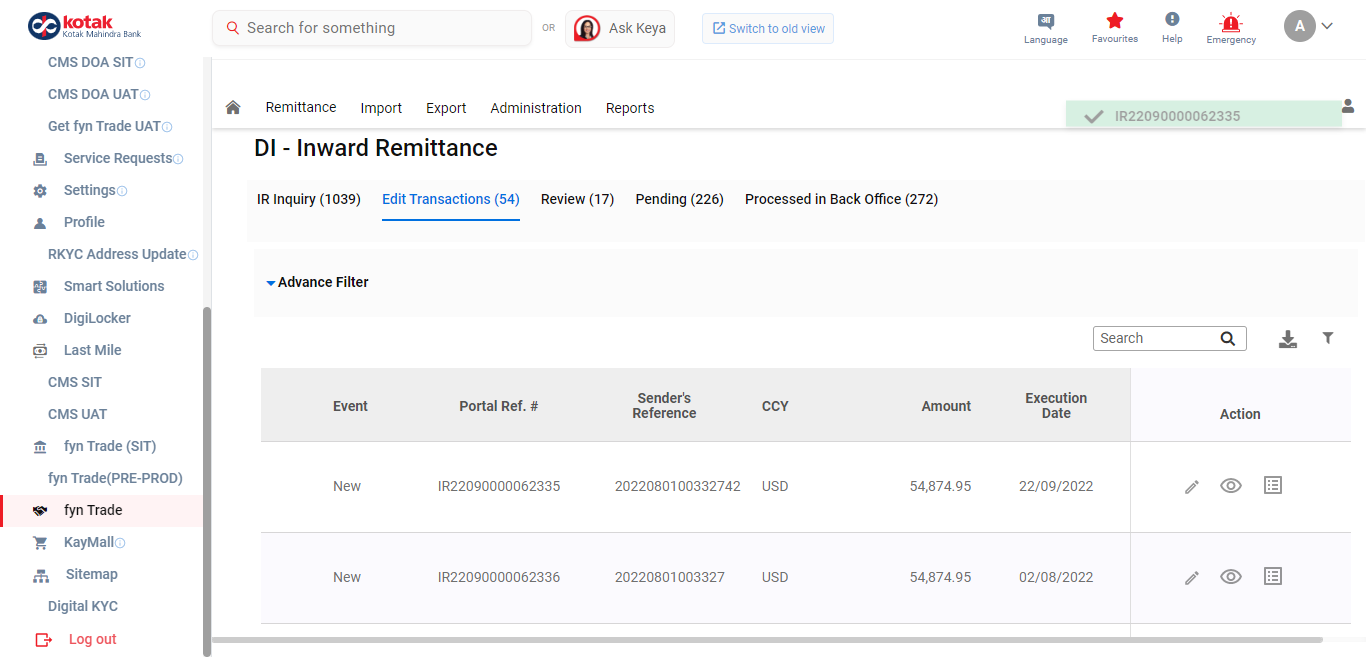 kotak
Kotak Mahindra Bank
Search for something
OR
Ask Keya
Switch to old view
अ
Language
Favourites
Help
Emergency
A
CMS DOA SIT
CMS DOA UAT
Get fyn Trade UAT
Service Requests
Settings
Profile
RKYC Address Update
Smart Solutions
DigiLocker
Last Mile
CMS SIT
CMS UAT
fyn Trade (SIT)
fyn Trade(PRE-PROD)
fyn Trade
KayMall
Sitemap
Digital KYC
Log out
Remittance Import Export Administration Reports
IR22090000062335
DI - Inward Remittance
IR Inquiry (1039) Edit Transactions (54) Review (17) Pending (226) Processed in Back Office (272)
Advance Filter
Search
Event Portal Ref. # Sender's Reference CCY Amount Execution Date Action
New IR22090000062335 2022080100332742 USD 54,874.95 22/09/2022
New IR22090000062336 20220801003327 USD 54,874.95 02/08/2022